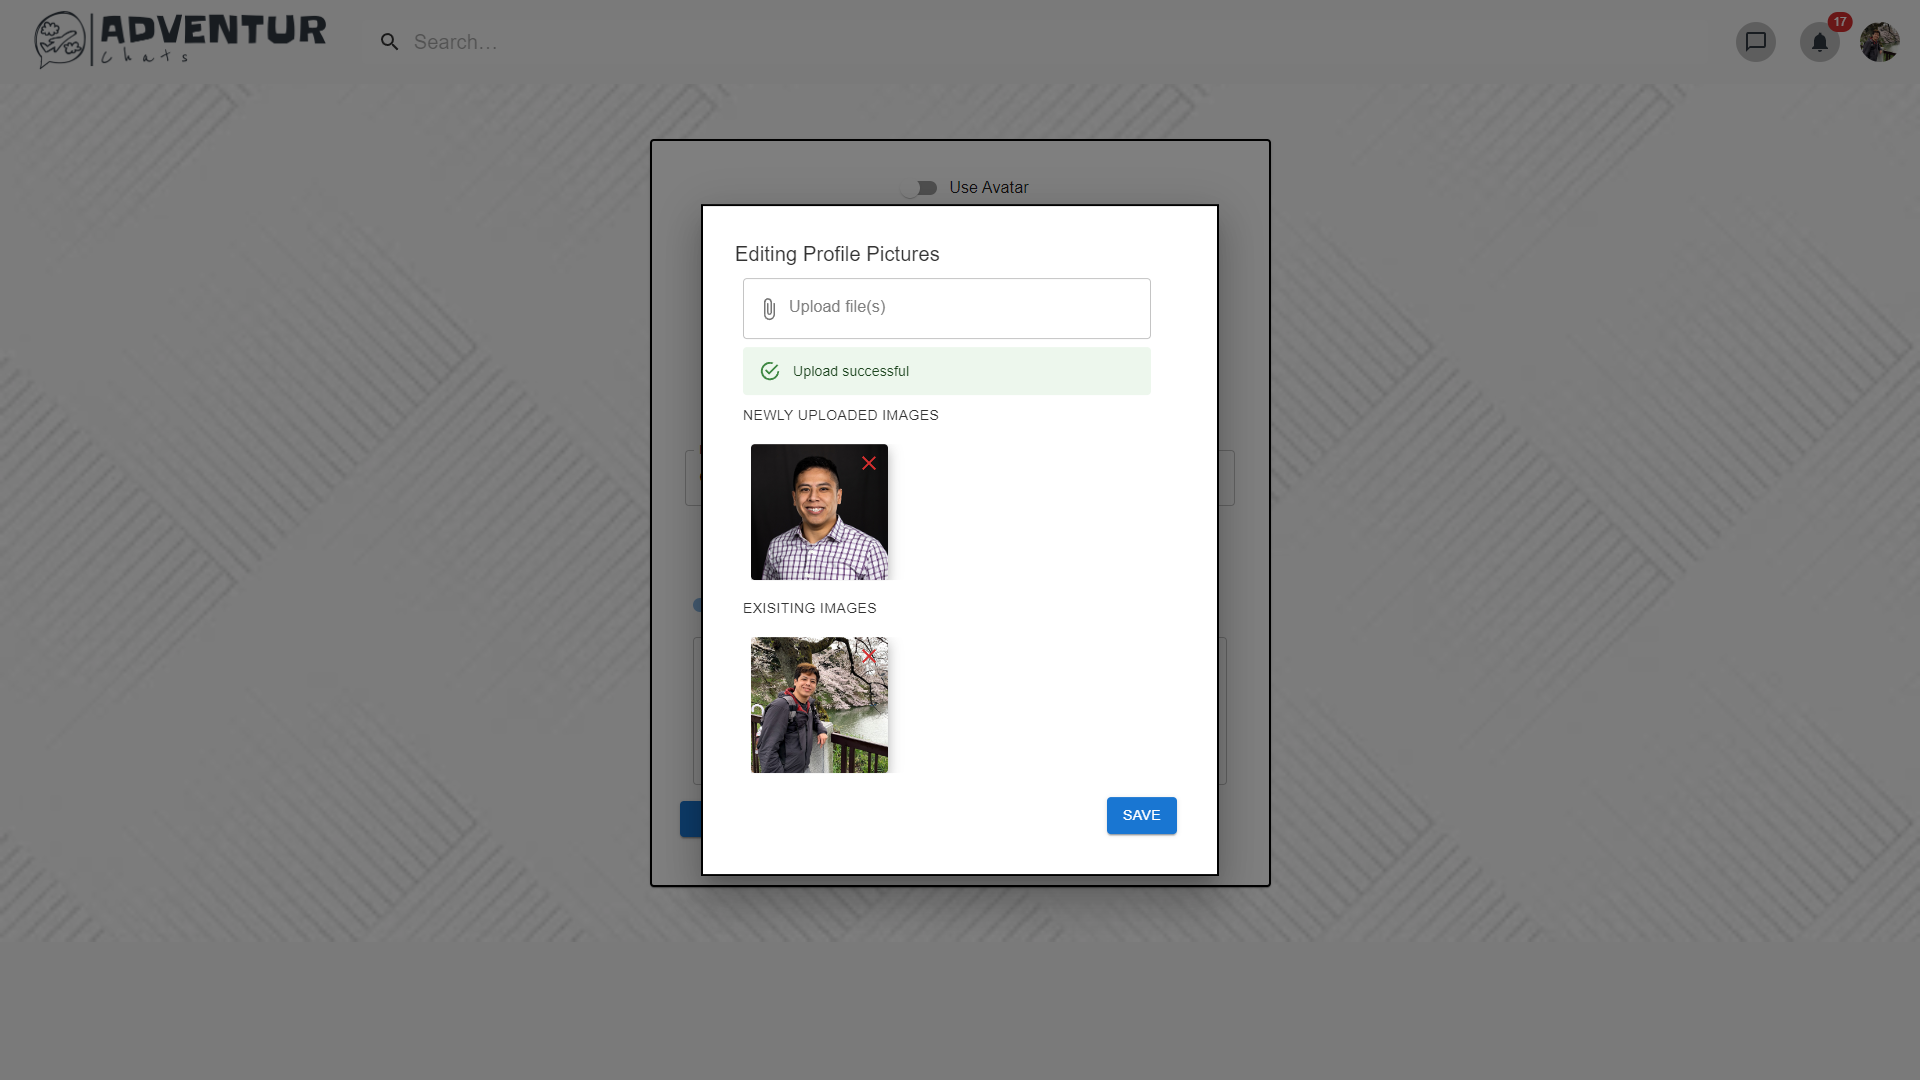 ADVENTUR
chats
Search…
17
Use Avatar
Editing Profile Pictures
Upload file(s)
Upload successful
NEWLY UPLOADED IMAGES
EXISITING IMAGES
SAVE